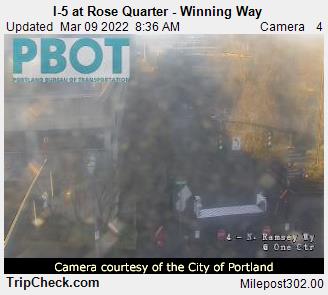 I-5 at Rose Quarter - Winning Way
Updated Mar 09 2022 8:36 AM Camera 4
PBOT
PORTLAND BUREAU OF TRANSPORTATION
4 - N. Ramsey Wy
@ One Ctr
Camera courtesy of the City of Portland
TripCheck.com Milepost302.00